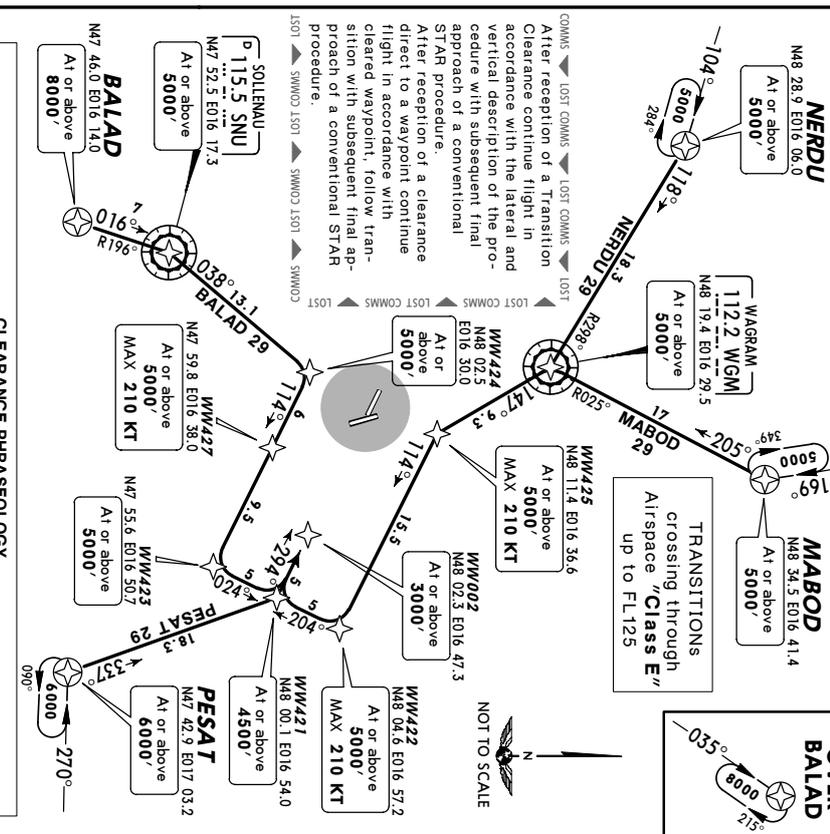 NERDU
N48 28.9 E016 06.0
At or above
5000'
104°
5000
284°
118°
NERDU 29
18.3
R298°
WAGRAM
112.2 WGM
N48 19.4 E016 29.5
At or above
5000'
R025°
MABOD
29
17
205°
349°
5000
169°
MABOD
N48 34.5 E016 41.4
At or above
5000'
TRANSITIONs
crossing through
Airspace "Class E"
up to FL125
147°
9.3
WW425
N48 11.4 E016 36.6
At or above
5000'
MAX 210 KT
114°
15.5
WW424
N48 02.5
E016 30.0
At or
above
5000'
COMMS LOST COMMS LOST COMMS LOST
After reception of a Transition
Clearance continue flight in
accordance with the lateral and
vertical description of the pro-
cedure with subsequent final
approach of a conventional
STAR procedure.
After reception of a clearance
direct to a waypoint continue
flight in accordance with
cleared waypoint, follow tran-
sition with subsequent final ap-
proach of a conventional STAR
procedure.
LOST COMMS LOST COMMS LOST COMMS
LOST COMMS LOST COMMS LOST
SOLLENAU
D 115.5 SNU
N47 52.5 E016 17.3
At or above
5000'
BALAD
N47 46.0 E016 14.0
At or above
8000'
7
016°
R196°
038°
13.1
BALAD 29
6
114°
WW427
N47 59.8 E016 38.0
At or above
5000'
MAX 210 KT
9.5
WW423
N47 55.6 E016 50.7
At or above
5000'
5
024°
294°
5
5
204°
WW002
N48 02.3 E016 47.3
At or above
3000'
WW422
N48 04.6 E016 57.2
At or above
5000'
MAX 210 KT
WW421
N48 00.1 E016 54.0
At or above
4500'
PESAT 29
18.3
337°
PESAT
N47 42.9 E017 03.2
At or above
6000'
6000
090°
270°
NOT TO SCALE
N
BALAD
035°
8000
215°
CLEARANCE PHRASEOLOGY